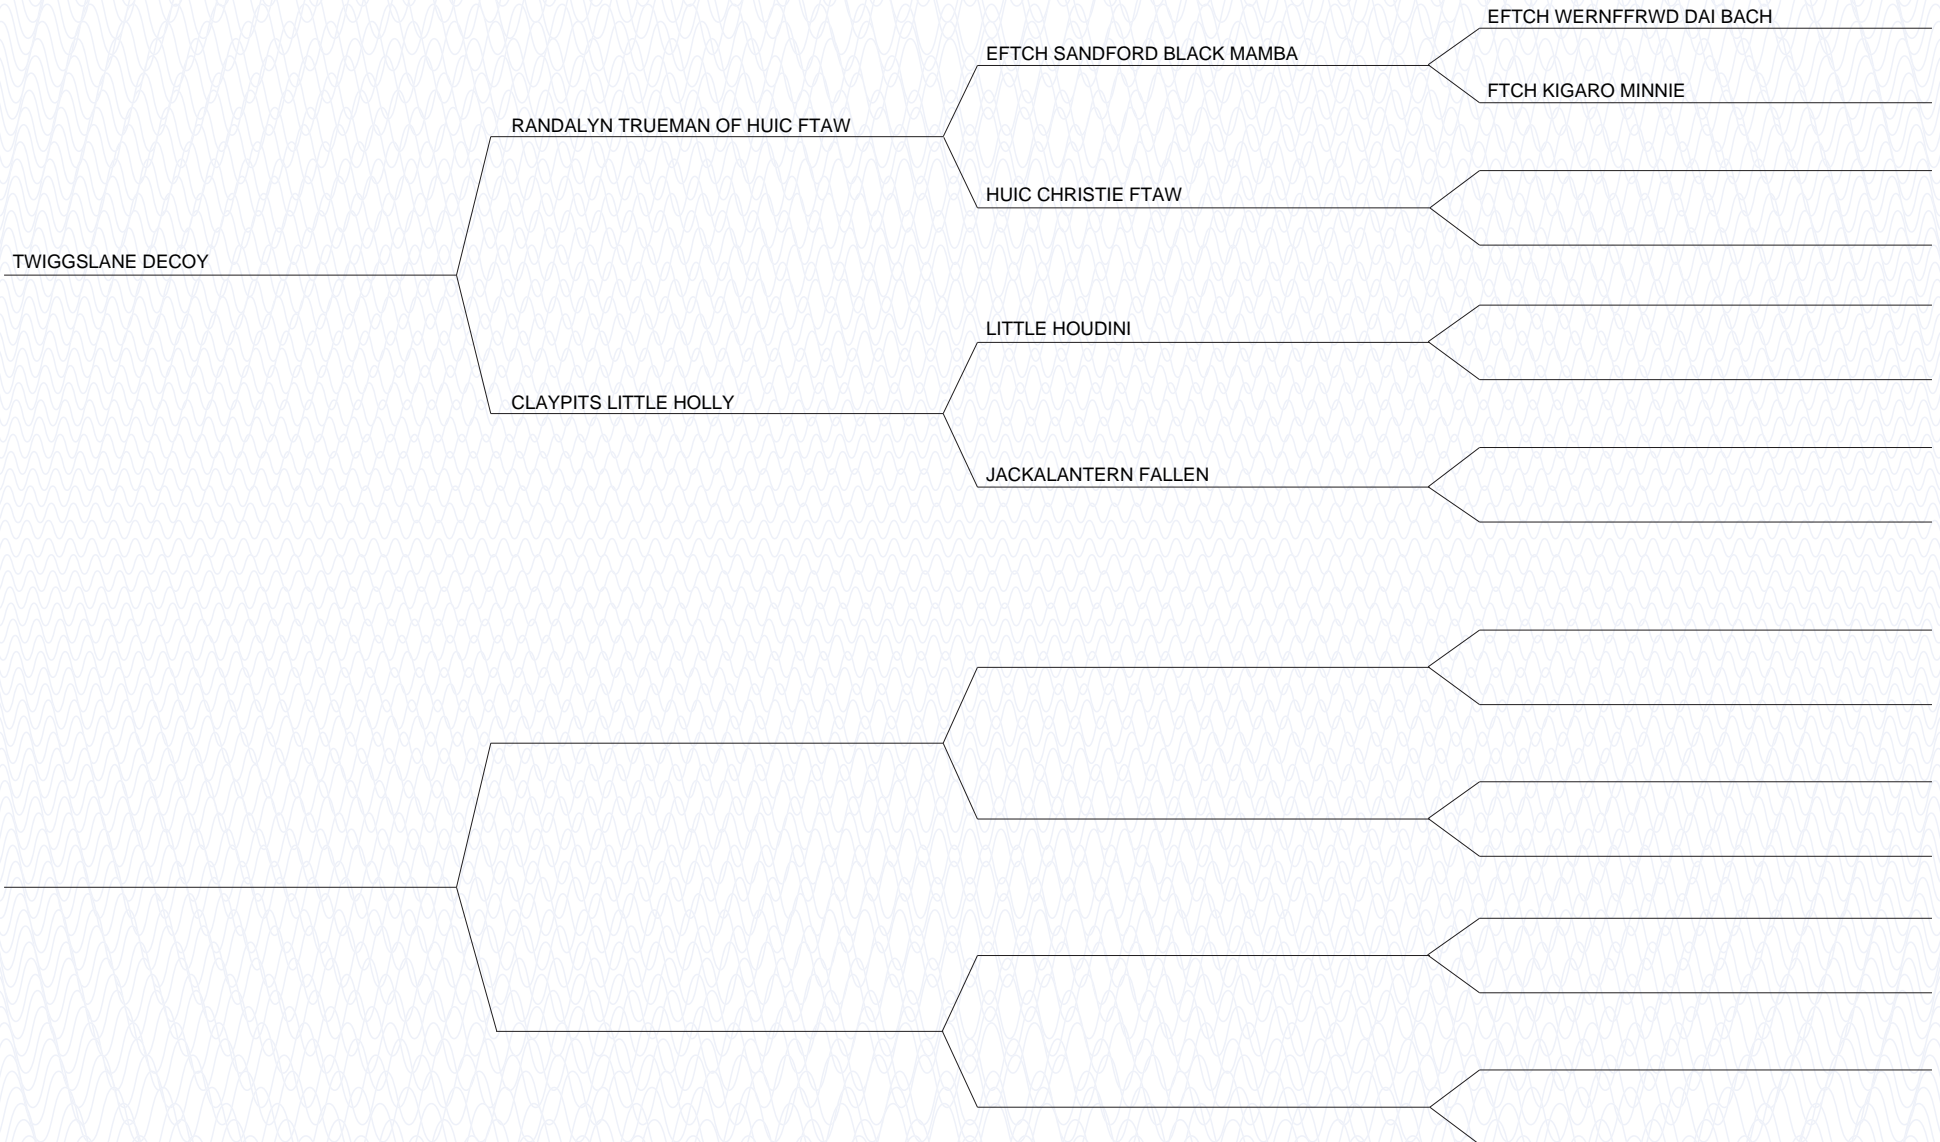 EFTCH WERNFFRWD DAI BACH
EFTCH SANDFORD BLACK MAMBA
FTCH KIGARO MINNIE
RANDALYN TRUEMAN OF HUIC FTAW
HUIC CHRISTIE FTAW
TWIGGSLANE DECOY
LITTLE HOUDINI
CLAYPITS LITTLE HOLLY
JACKALANTERN FALLEN